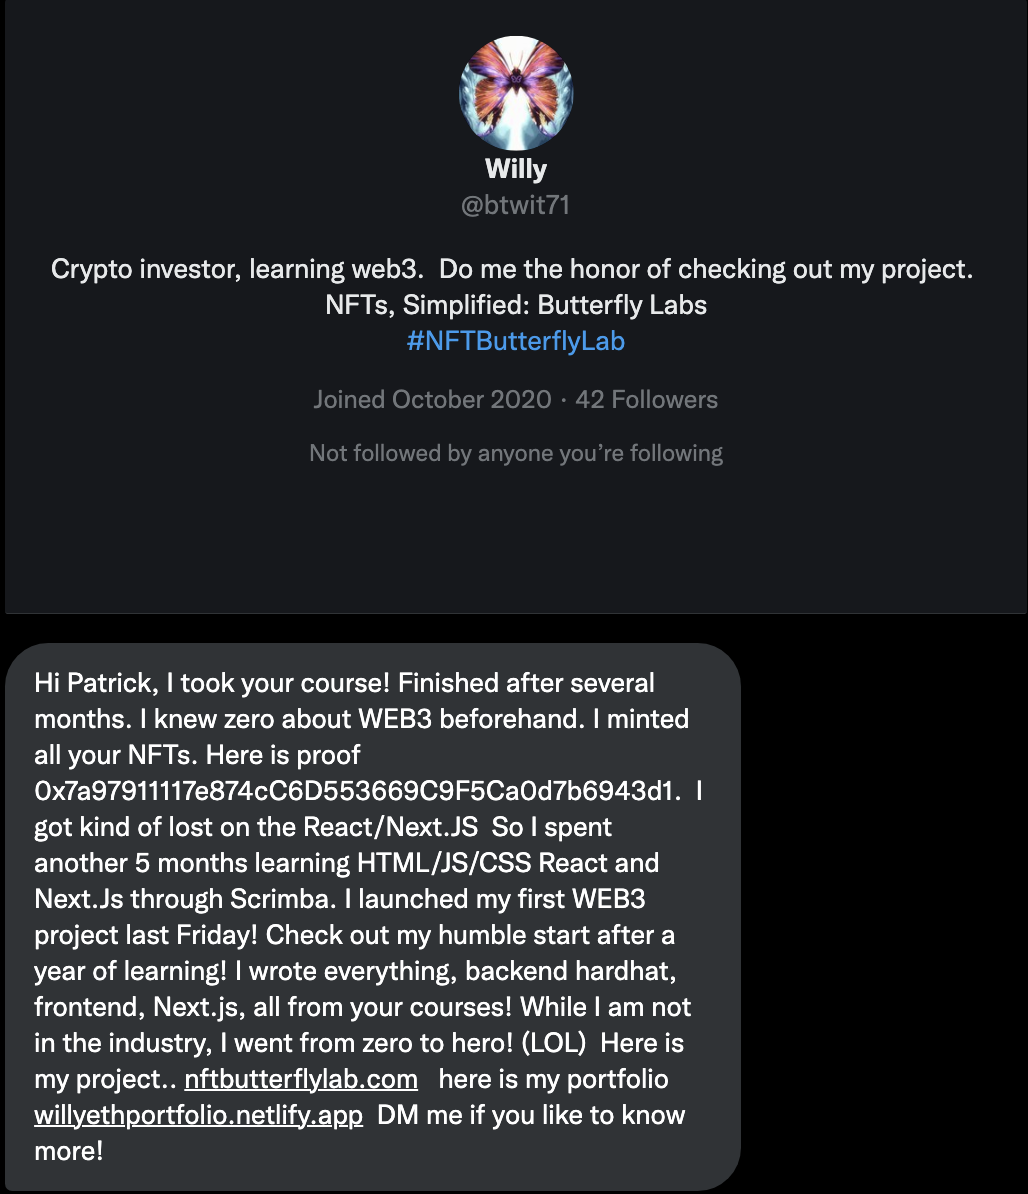 Willy
@btwit71
Crypto investor, learning web3.  Do me the honor of checking out my project.
NFTs, Simplified: Butterfly Labs
#NFTButterflyLab
Joined October 2020 · 42 Followers
Not followed by anyone you’re following
Hi Patrick, I took your course! Finished after several
months. I knew zero about WEB3 beforehand. I minted
all your NFTs. Here is proof
0x7a97911117e874cC6D553669C9F5Ca0d7b6943d1.  I
got kind of lost on the React/Next.JS  So I spent
another 5 months learning HTML/JS/CSS React and
Next.Js through Scrimba. I launched my first WEB3
project last Friday! Check out my humble start after a
year of learning! I wrote everything, backend hardhat,
frontend, Next.js, all from your courses! While I am not
in the industry, I went from zero to hero! (LOL)  Here is
my project.. nftbutterflylab.com   here is my portfolio
willyethportfolio.netlify.app  DM me if you like to know
more!